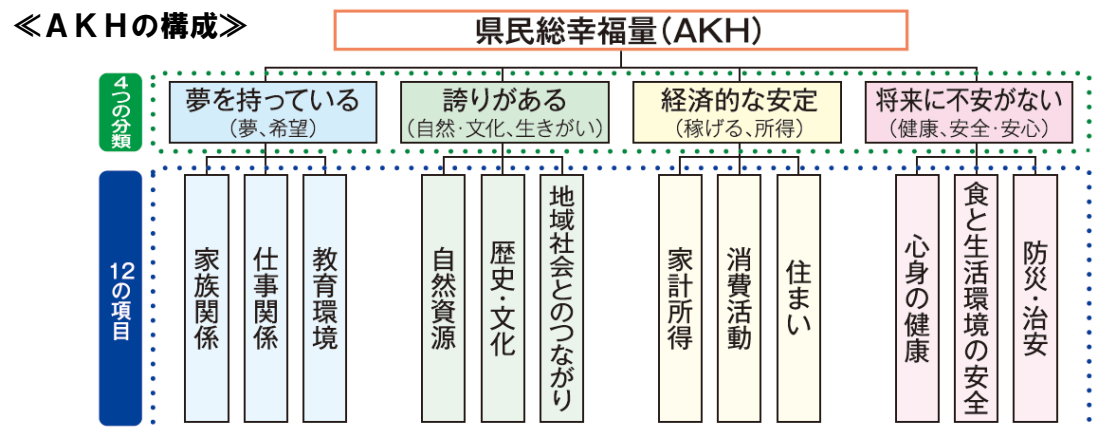 ≪AKHの構成≫
県民総幸福量(AKH)
4つの分類
夢を持っている
(夢、希望)
誇りがある
(自然・文化、生きがい)
経済的な安定
(稼げる、所得)
将来に不安がない
(健康、安全・安心)
12の項目
家族関係
仕事関係
教育環境
自然資源
歴史・文化
地域社会とのつながり
家計所得
消費活動
住まい
心身の健康
食と生活環境の安全
防災・治安